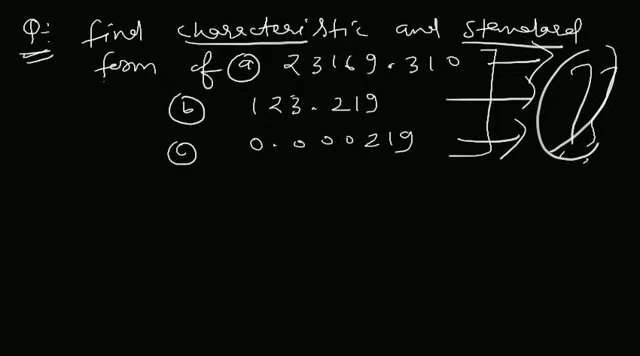 Q:- find characteristic and standard
form of (a) 23169.310
(b) 123.219
(c) 0.000219
?